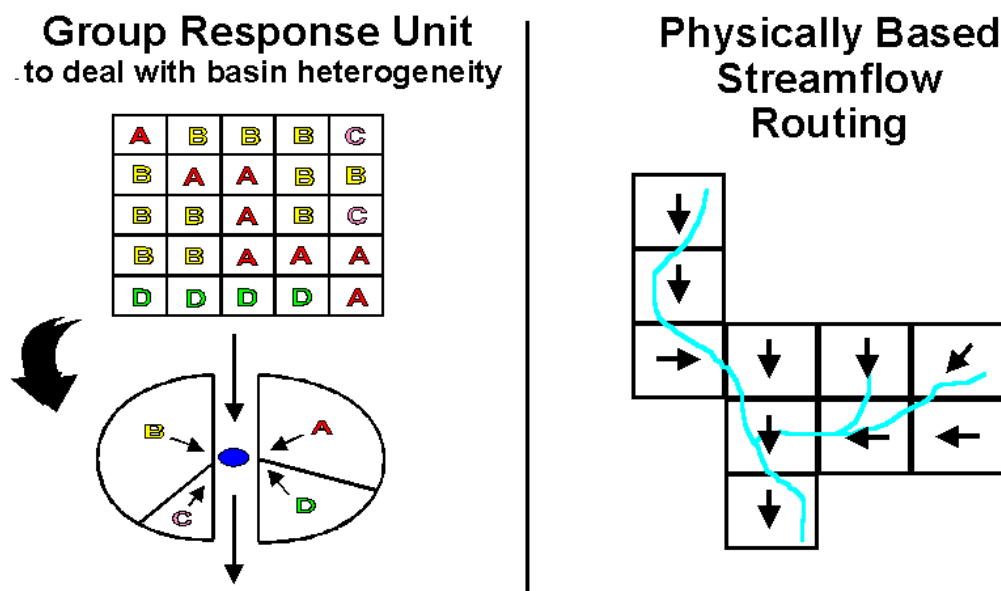 Group Response Unit
to deal with basin heterogeneity
A B B B C
B A A B B
B B A B C
B B A A A
D D D D A
B
A
C
D
Physically Based
Streamflow
Routing